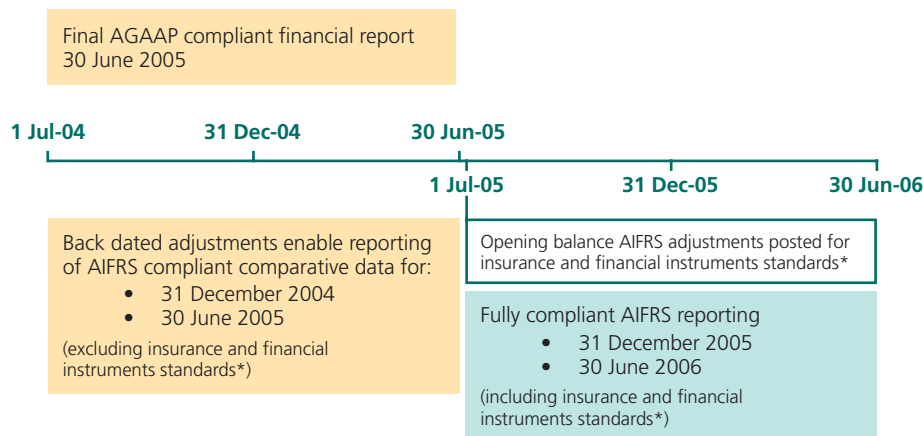 Final AGAAP compliant financial report
30 June 2005
1 Jul-04
31 Dec-04
30 Jun-05
1 Jul-05
31 Dec-05
30 Jun-06
Back dated adjustments enable reporting
of AIFRS compliant comparative data for:
• 31 December 2004
• 30 June 2005
(excluding insurance and financial
instruments standards*)
Opening balance AIFRS adjustments posted for
insurance and financial instruments standards*
Fully compliant AIFRS reporting
• 31 December 2005
• 30 June 2006
(including insurance and financial
instruments standards*)